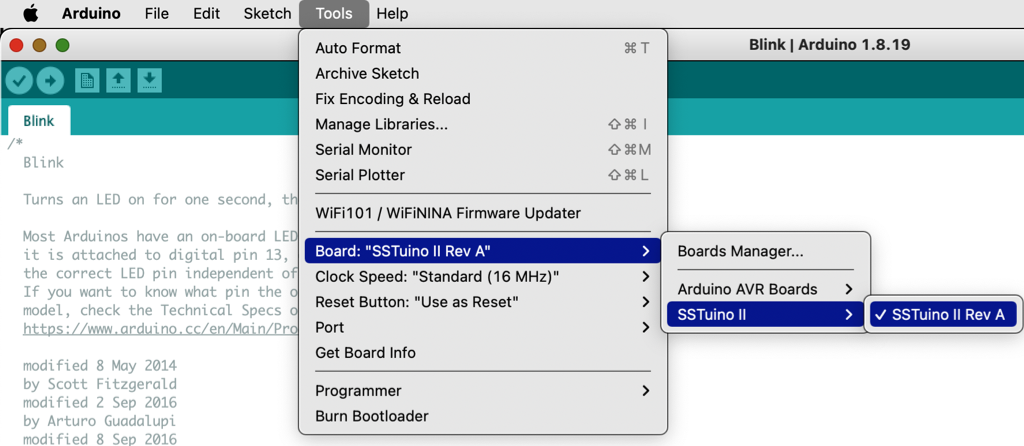 Arduino File Edit Sketch Tools Help
Blink | Arduino 1.8.19
Auto Format ⌘ T
Archive Sketch
Fix Encoding & Reload
Manage Libraries... ⇧⌘ I
Serial Monitor ⇧⌘M
Serial Plotter ⇧⌘ L
WiFi101 / WiFiNINA Firmware Updater
Board: "SSTuino II Rev A"
Clock Speed: "Standard (16 MHz)"
Reset Button: "Use as Reset"
Port
Get Board Info
Programmer
Burn Bootloader
Boards Manager...
Arduino AVR Boards
SSTuino II
✓ SSTuino II Rev A
Blink
/*
Blink
Turns an LED on for one second, th
Most Arduinos have an on-board LED
it is attached to digital pin 13,
the correct LED pin independent of
If you want to know what pin the o
model, check the Technical Specs o
https://www.arduino.cc/en/Main/Pro
modified 8 May 2014
by Scott Fitzgerald
modified 2 Sep 2016
by Arturo Guadalupi
modified 8 Sep 2016